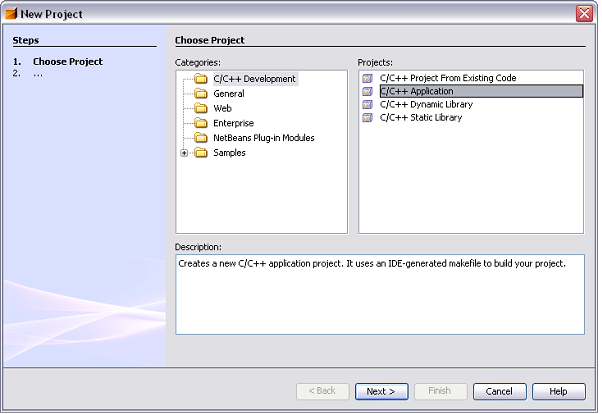 New Project
Steps
1. Choose Project
2. ...
Choose Project
Categories:
C/C++ Development
General
Web
Enterprise
NetBeans Plug-in Modules
Samples
Projects:
C/C++ Project From Existing Code
C/C++ Application
C/C++ Dynamic Library
C/C++ Static Library
Description:
Creates a new C/C++ application project. It uses an IDE-generated makefile to build your project.
< Back
Next >
Finish
Cancel
Help